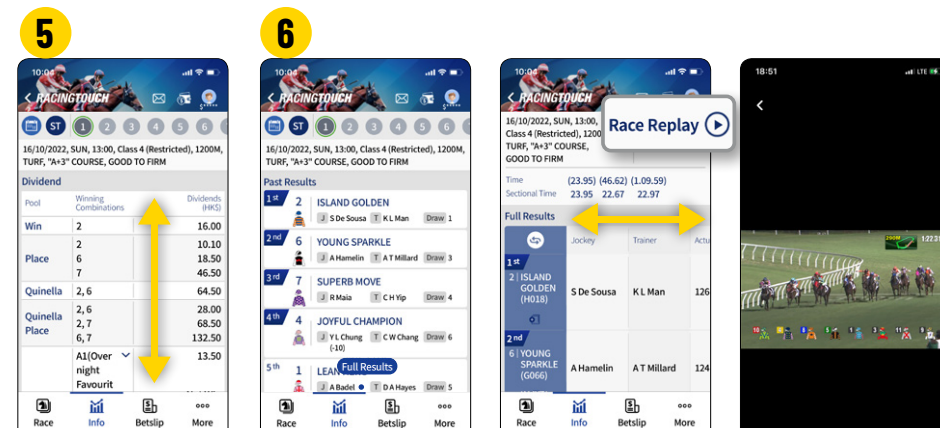 5
10:04
RACINGTOUCH
ST 1 2 3 4 5 6
16/10/2022, SUN, 13:00, Class 4 (Restricted), 1200M,
TURF, "A+3" COURSE, GOOD TO FIRM
Dividend
Pool Winning Combinations Dividends (HK$)
Win 2 16.00
Place 2 10.10
6 18.50
7 46.50
Quinella 2, 6 64.50
Quinella Place 2, 6 28.00
2, 7 68.50
6, 7 132.50
A1(Over 13.50
night
Favourit
Race Info Betslip More
6
10:04
RACINGTOUCH
ST 1 2 3 4 5 6
16/10/2022, SUN, 13:00, Class 4 (Restricted), 1200M,
TURF, "A+3" COURSE, GOOD TO FIRM
Past Results
1st 2 ISLAND GOLDEN
J S De Sousa T K L Man Draw 1
2nd 6 YOUNG SPARKLE
J A Hamelin T A T Millard Draw 3
3rd 7 SUPERB MOVE
J R Maia T C H Yip Draw 4
4th 4 JOYFUL CHAMPION
J Y L Chung T C W Chang Draw 6
(-10)
5th 1 LEAN
Full Results
J A Badel T D A Hayes Draw 5
Race Info Betslip More
10:04
RACINGTOUCH
16/10/2022, SUN, 13:00,
Class 4 (Restricted), 1200
TURF, "A+3" COURSE,
GOOD TO FIRM
Race Replay
Time (23.95) (46.62) (1.09.59)
Sectional Time 23.95 22.67 22.97
Full Results
Jockey Trainer Actu
1st
2 | ISLAND
GOLDEN
(H018)
S De Sousa K L Man 126
2nd
6 | YOUNG
SPARKLE
(G066)
A Hamelin A T Millard 124
Race Info Betslip More
18:51
LTE